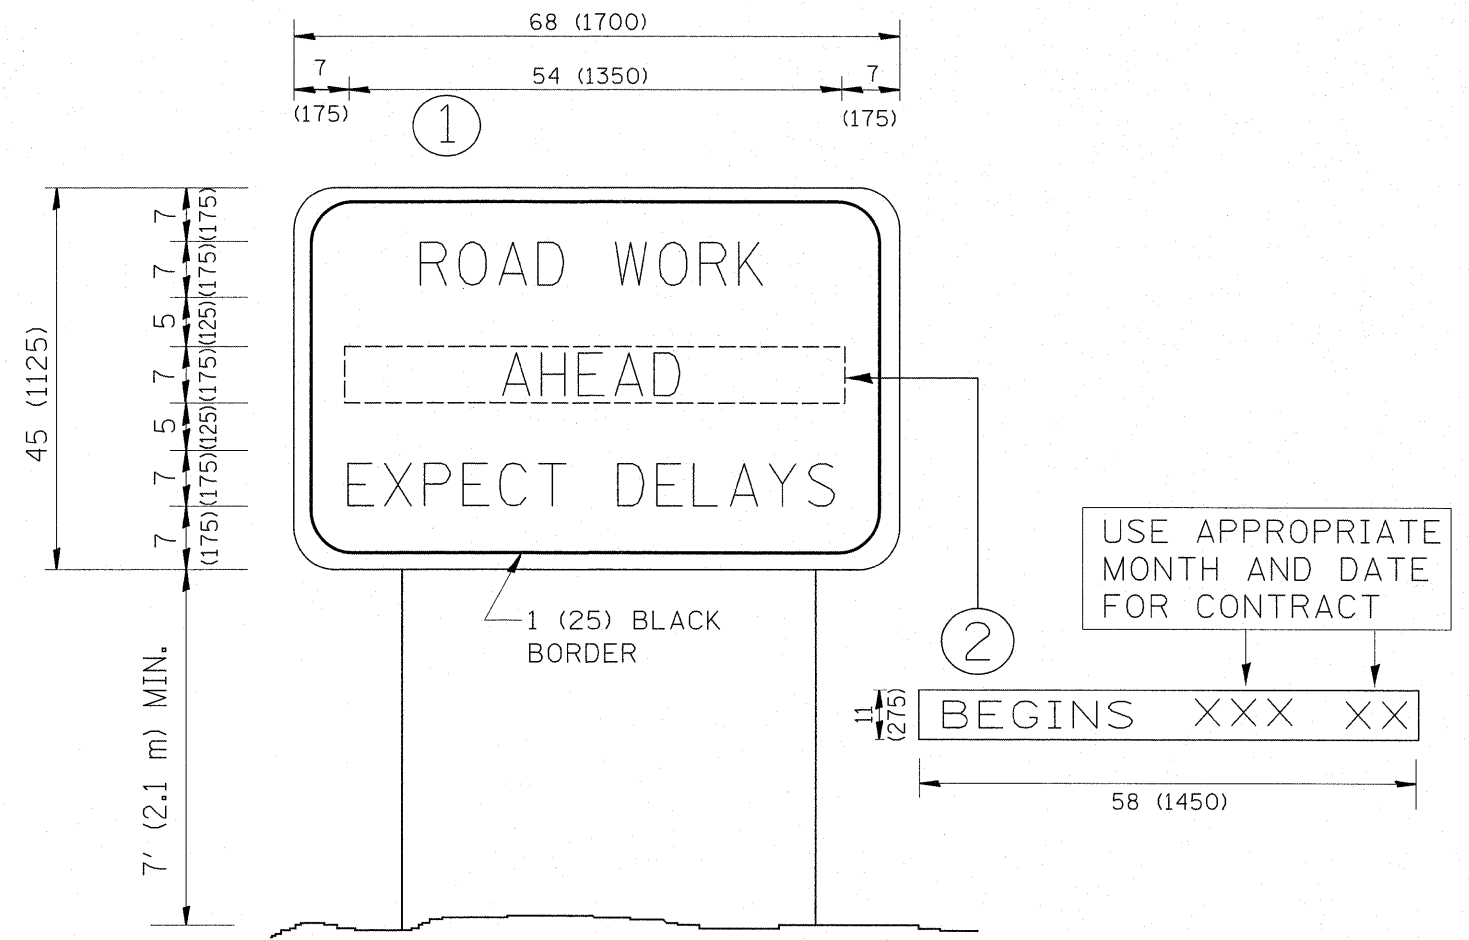 68 (1700)
7 54 (1350) 7
(175) (175)
1
7 (175)
7 (175)
5 (125)
7 (175)
5 (125)
7 (175)
7 (175)
45 (1125)
ROAD WORK
AHEAD
EXPECT DELAYS
1 (25) BLACK
BORDER
7' (2.1 m) MIN.
USE APPROPRIATE
MONTH AND DATE
FOR CONTRACT
2
11
(275)
BEGINS XXX XX
58 (1450)